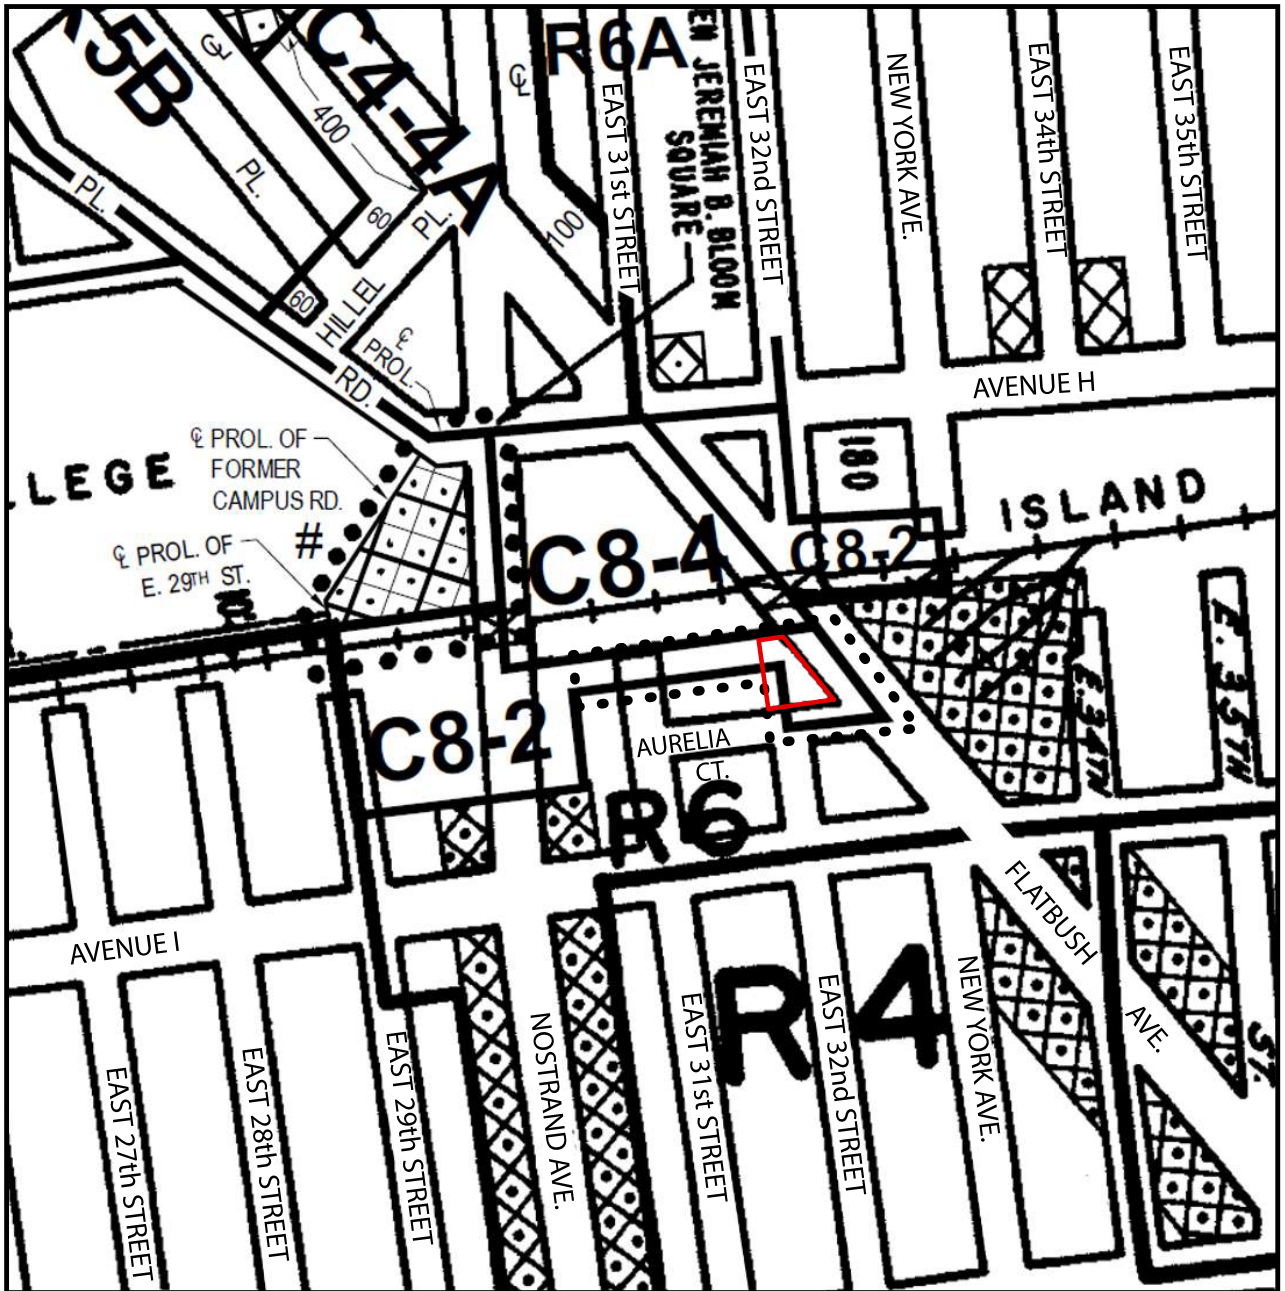 5B
C4-4A
R6A
℄
℄
400
PL.
PL.
60
PL.
100
60
HILLEL
℄
PROL.
RD.
EAST 31st STREET
EN JEREMIAH B. BLOOM
SQUARE
EAST 32nd STREET
NEW YORK AVE.
EAST 34th STREET
EAST 35th STREET
AVENUE H
180
LLEGE
℄ PROL. OF
FORMER
CAMPUS RD.
#
℄ PROL. OF
E. 29TH ST.
ISLAND
C8-4
C8-2
C8-2
AURELIA
CT.
R6
E. 34TH
E. 35TH
AVENUE I
FLATBUSH
AVE.
R4
EAST 27th STREET
EAST 28th STREET
EAST 29th STREET
NOSTRAND AVE.
EAST 31st STREET
EAST 32nd STREET
NEW YORK AVE.
ST.